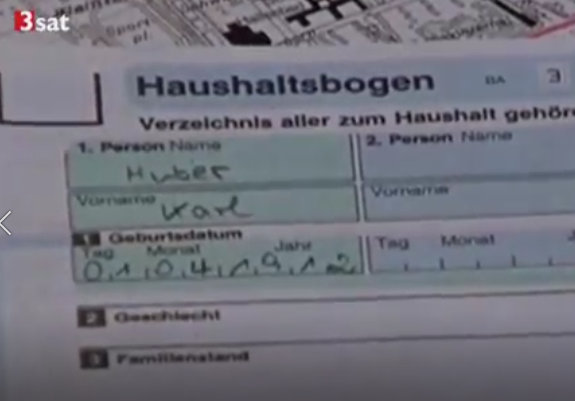 3sat
Haushaltsbogen BA 3
Verzeichnis aller zum Haushalt gehöre
1. Person Name 2. Person Name
Huber
Vorname Karl Vorname
1 Geburtsdatum
Tag Monat Jahr Tag Monat J
0 1 0 4 1 9 1 2
2 Geschlecht
3 Familienstand